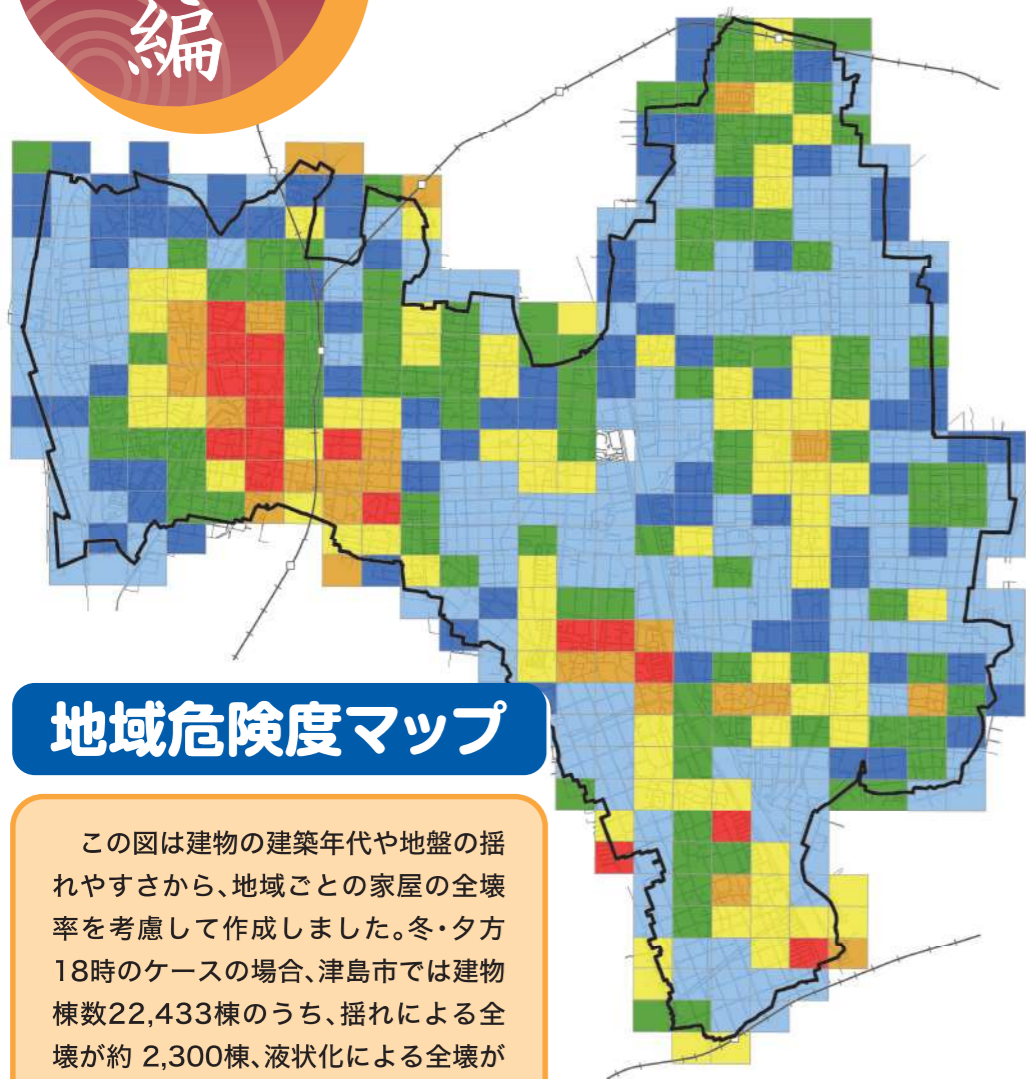 編
地域危険度マップ
この図は建物の建築年代や地盤の揺
れやすさから、地域ごとの家屋の全壊
率を考慮して作成しました。冬・夕方
18時のケースの場合、津島市では建物
棟数22,433棟のうち、揺れによる全
壊が約 2,300棟、液状化による全壊が